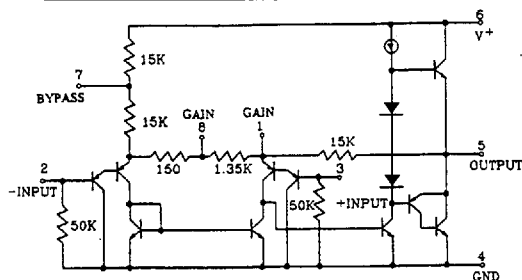 6
V+
15K
7
BYPASS
15K
GAIN
8
GAIN
1
15K
5
OUTPUT
150
1.35K
2
-INPUT
3
+INPUT
50K
50K
4
GND